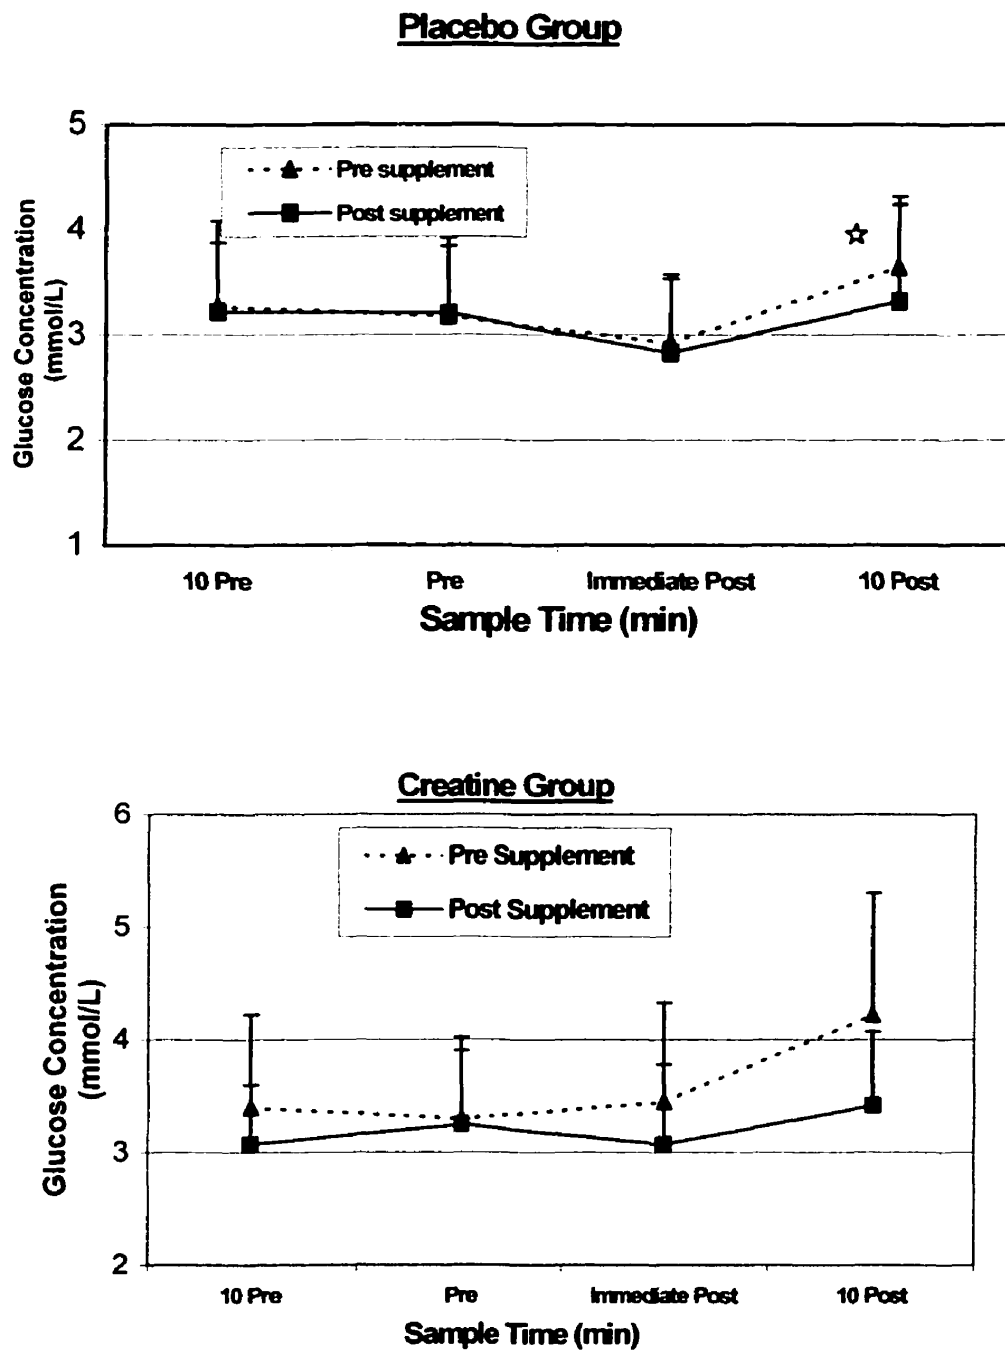 Placebo Group
5
Pre supplement
Post supplement
4
3
2
1
Glucose Concentration
(mmol/L)
10 Pre Pre Immediate Post 10 Post
Sample Time (min)
Creatine Group
6
Pre Supplement
Post Supplement
5
4
3
2
Glucose Concentration
(mmol/L)
10 Pre Pre Immediate Post 10 Post
Sample Time (min)